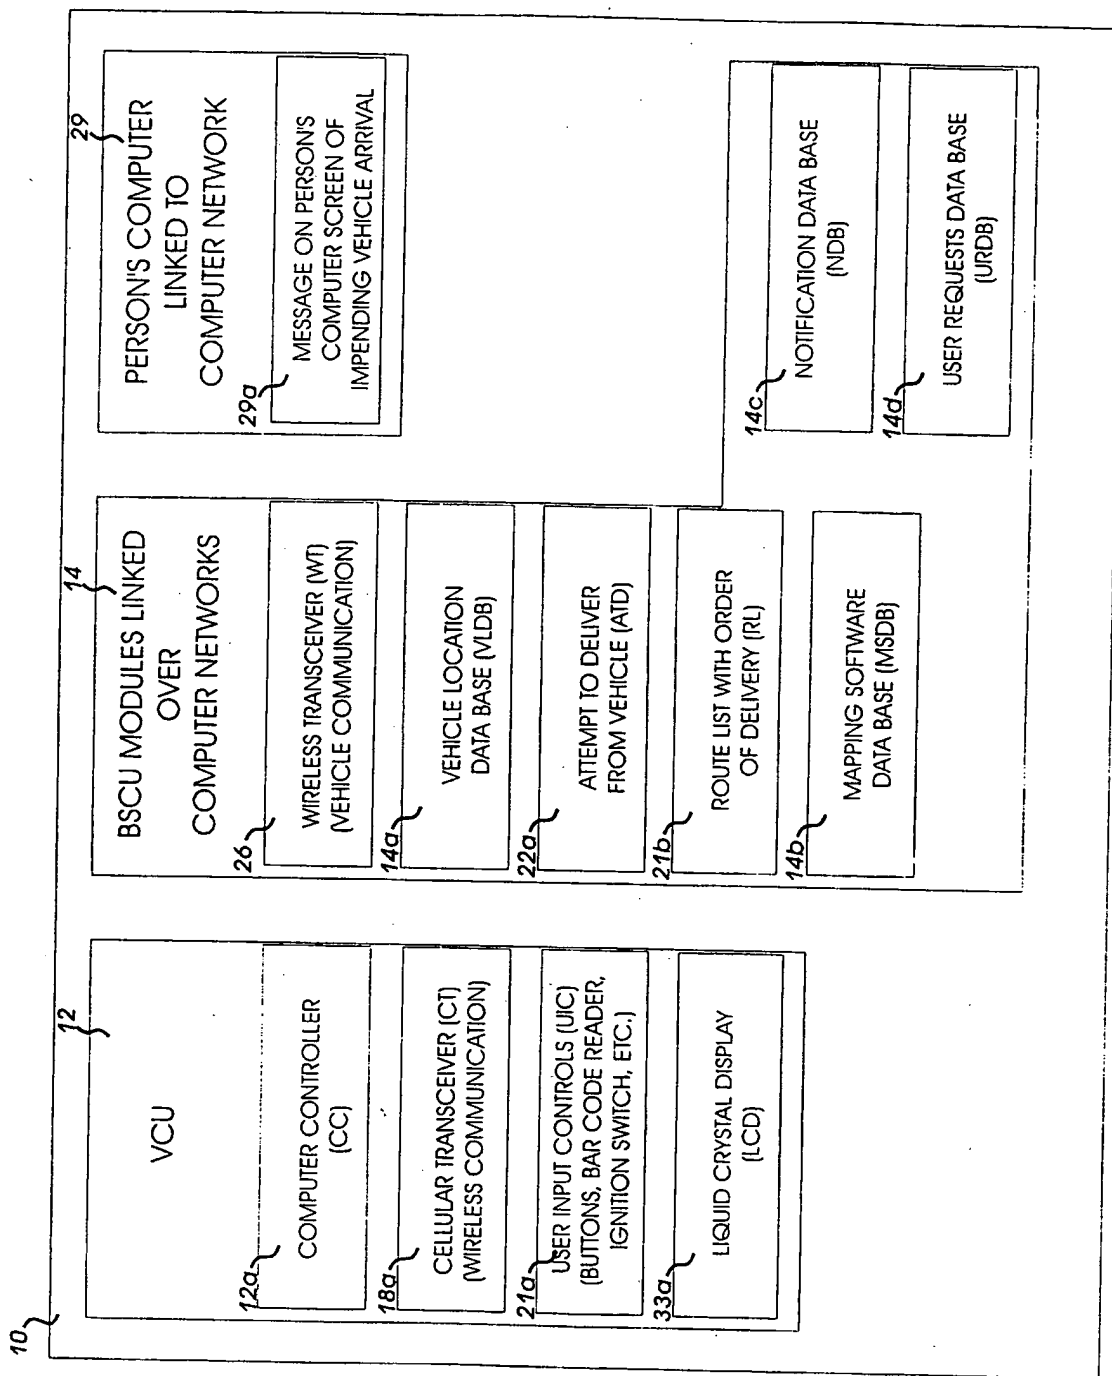 10
12
VCU
12a
COMPUTER CONTROLLER
(CC)
18a
CELLULAR TRANSCEIVER (CT)
(WIRELESS COMMUNICATION)
21a
USER INPUT CONTROLS (UIC)
(BUTTONS, BAR CODE READER,
IGNITION SWITCH, ETC.)
33a
LIQUID CRYSTAL DISPLAY
(LCD)
14
BSCU MODULES LINKED
OVER
COMPUTER NETWORKS
26
WIRELESS TRANSCEIVER (WT)
(VEHICLE COMMUNICATION)
14a
VEHICLE LOCATION
DATA BASE (VLDB)
22a
ATTEMPT TO DELIVER
FROM VEHICLE (ATD)
21b
ROUTE LIST WITH ORDER
OF DELIVERY (RL)
14b
MAPPING SOFTWARE
DATA BASE (MSDB)
29
PERSON'S COMPUTER
LINKED TO
COMPUTER NETWORK
29a
MESSAGE ON PERSON'S
COMPUTER SCREEN OF
IMPENDING VEHICLE ARRIVAL
14c
NOTIFICATION DATA BASE
(NDB)
14d
USER REQUESTS DATA BASE
(URDB)